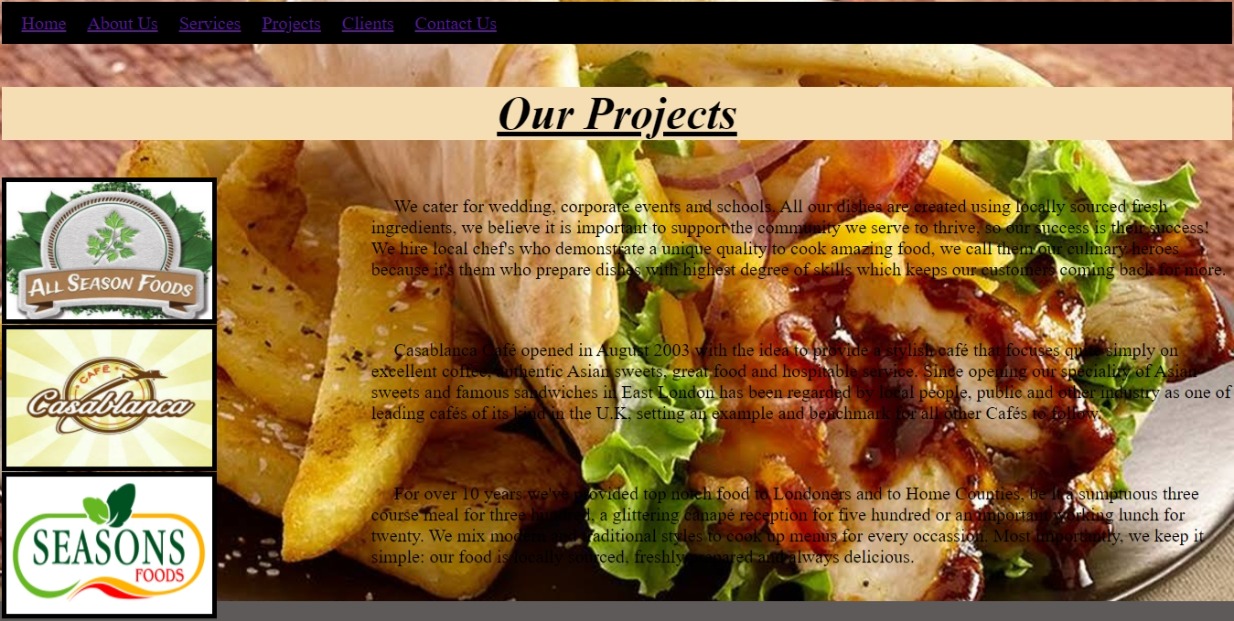 Home About Us Services Projects Clients Contact Us
Our Projects
ALL SEASON FOODS
We cater for wedding, corporate events and schools. All our dishes are created using locally sourced fresh
ingredients, we believe it is important to support the community we serve to thrive, so our success is their success!
We hire local chef's who demonstrate a unique quality to cook amazing food, we call them our culinary heroes
because it's them who prepare dishes with highest degree of skills which keeps our customers coming back for more.
CAFÉ
Casablanca
Casablanca Café opened in August 2003 with the idea to provide a stylish café that focuses quite simply on
excellent coffee, authentic Asian sweets, great food and hospitable service. Since opening our speciality of Asian
sweets and famous sandwiches in East London has been regarded by local people, public and other industry as one of
leading cafés of its kind in the U.K, setting an example and benchmark for all other Cafés to follow.
SEASONS
FOODS
For over 10 years we've provided top notch food to Londoners and to Home Counties, be it a sumptuous three
course meal for three hundred, a glittering canapé reception for five hundred or an important working lunch for
twenty. We mix modern and traditional styles to cook up menus for every occassion. Most importantly, we keep it
simple: our food is locally sourced, freshly prepared and always delicious.